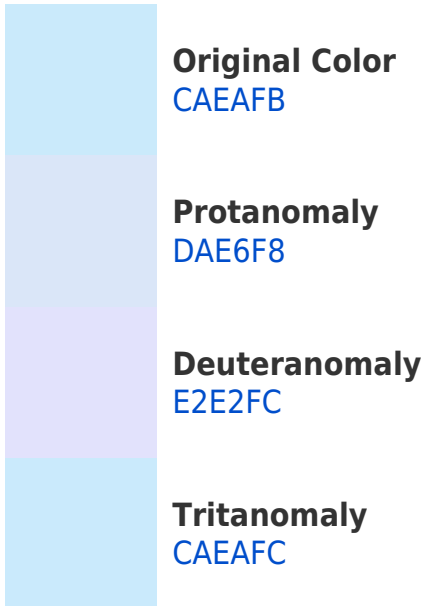 Original Color
CAEAFB
Protanomaly
DAE6F8
Deuteranomaly
E2E2FC
Tritanomaly
CAEAFC